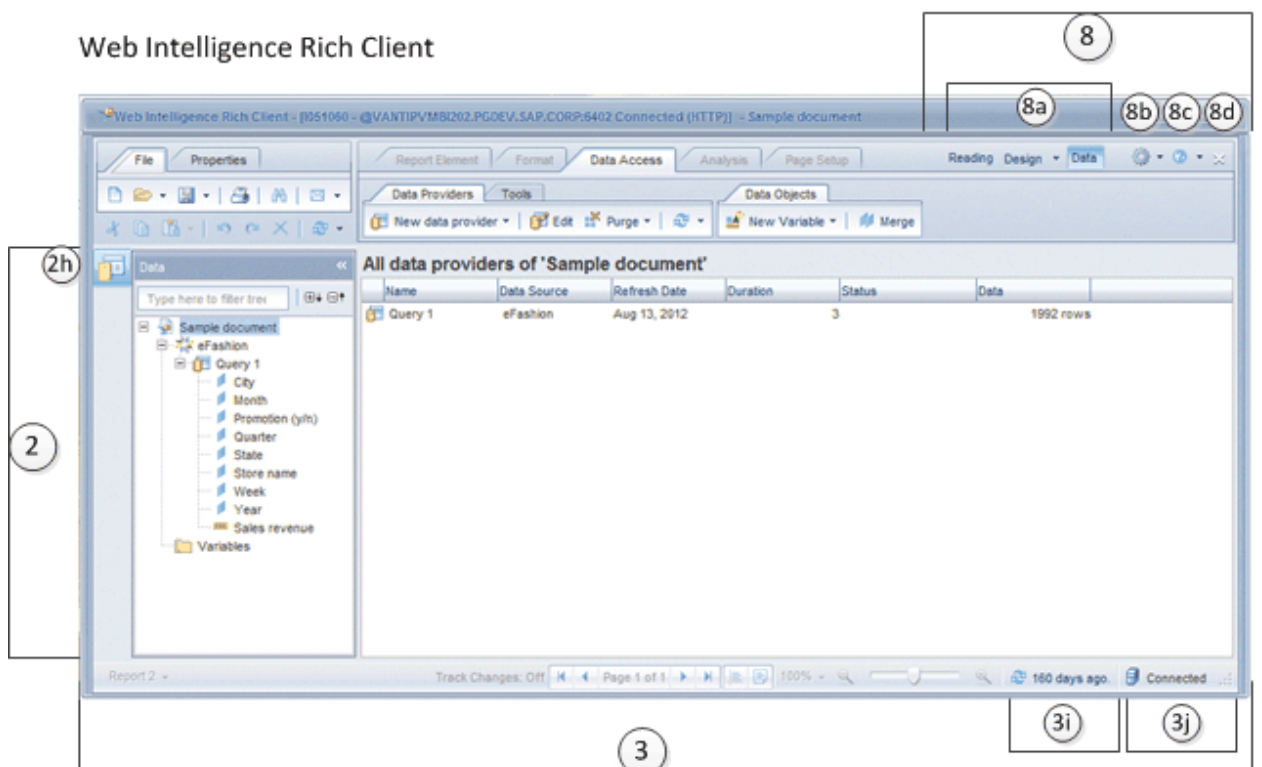 8
Web Intelligence Rich Client
8a 8b 8c 8d
Web Intelligence Rich Client - [I051060 - @VANTIPVMBI202.PGDEV.SAP.CORP:6402 Connected (HTTP)] - Sample document
File Properties Report Element Format Data Access Analysis Page Setup Reading Design Data
Data Providers Tools Data Objects
New data provider Edit Purge New Variable Merge
2h
Data «
All data providers of 'Sample document'
Type here to filter tree
Name Data Source Refresh Date Duration Status Data
Query 1 eFashion Aug 13, 2012 3 1992 rows
Sample document
eFashion
Query 1
City
Month
Promotion (y/n)
Quarter
2
State
Store name
Week
Year
Sales revenue
Variables
Report 2 Track Changes: Off Page 1 of 1 100% 160 days ago. Connected
3i 3j
3